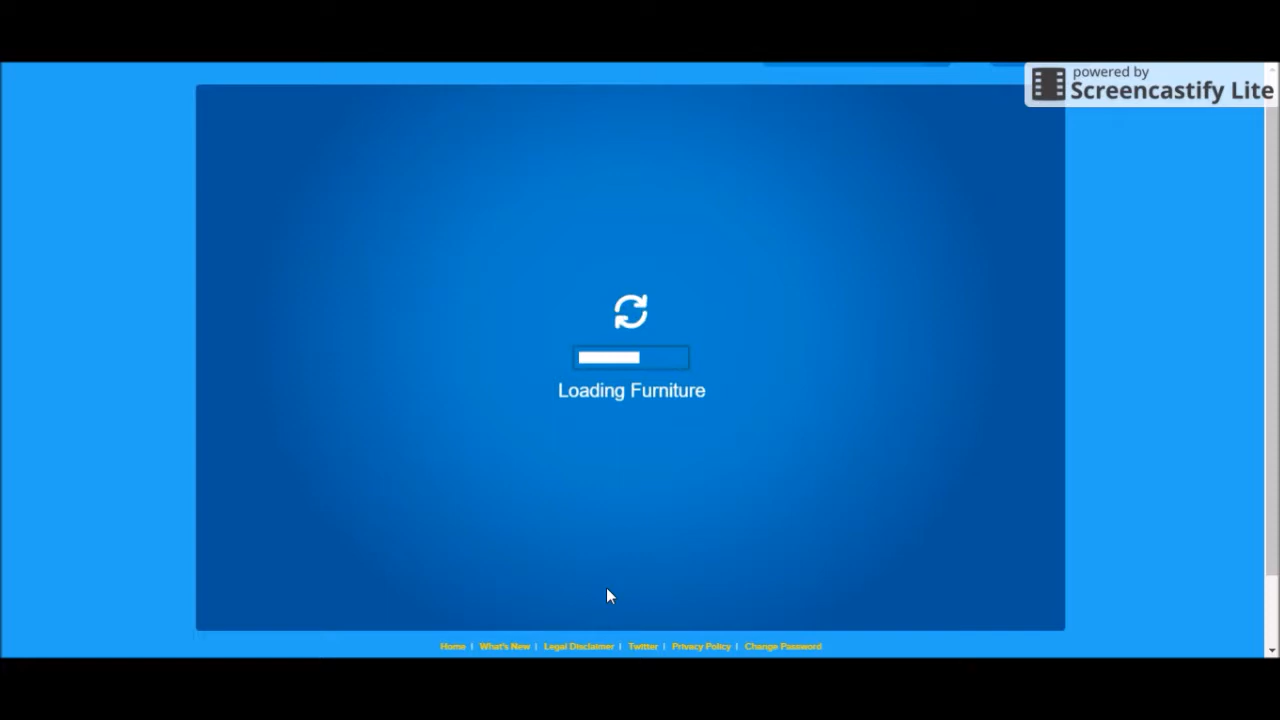 powered by
Screencastify Lite
Loading Furniture
Home | What's New | Legal Disclaimer | Twitter | Privacy Policy | Change Password